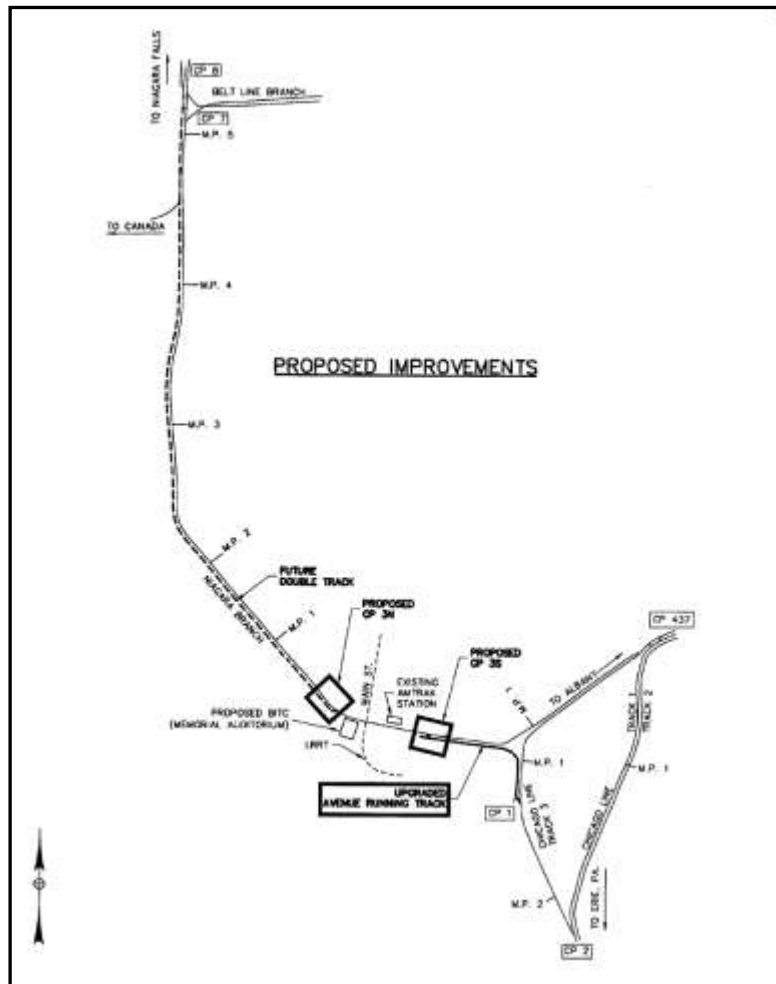 TO NIAGARA FALLS
CP 8
BELT LINE BRANCH
CP 7
M.P. 5
TO CANADA
M.P. 4
PROPOSED IMPROVEMENTS
M.P. 3
M.P. 2
NIAGARA BRANCH
FUTURE
DOUBLE TRACK
M.P. 1
PROPOSED
CP 3N
MAIN ST.
EXISTING
AMTRAK
STATION
PROPOSED
CP 3S
PROPOSED BITC
(MEMORIAL AUDITORIUM)
LRRT
UPGRADED
AVENUE RUNNING TRACK
CP 437
TO ALBANY
M.P. 1
TRACK 1
TRACK 2
M.P. 1
M.P. 1
CP 1
CHICAGO LINE
TRACK 3
CHICAGO LINE
M.P. 2
TO ERIE, PA.
CP 2